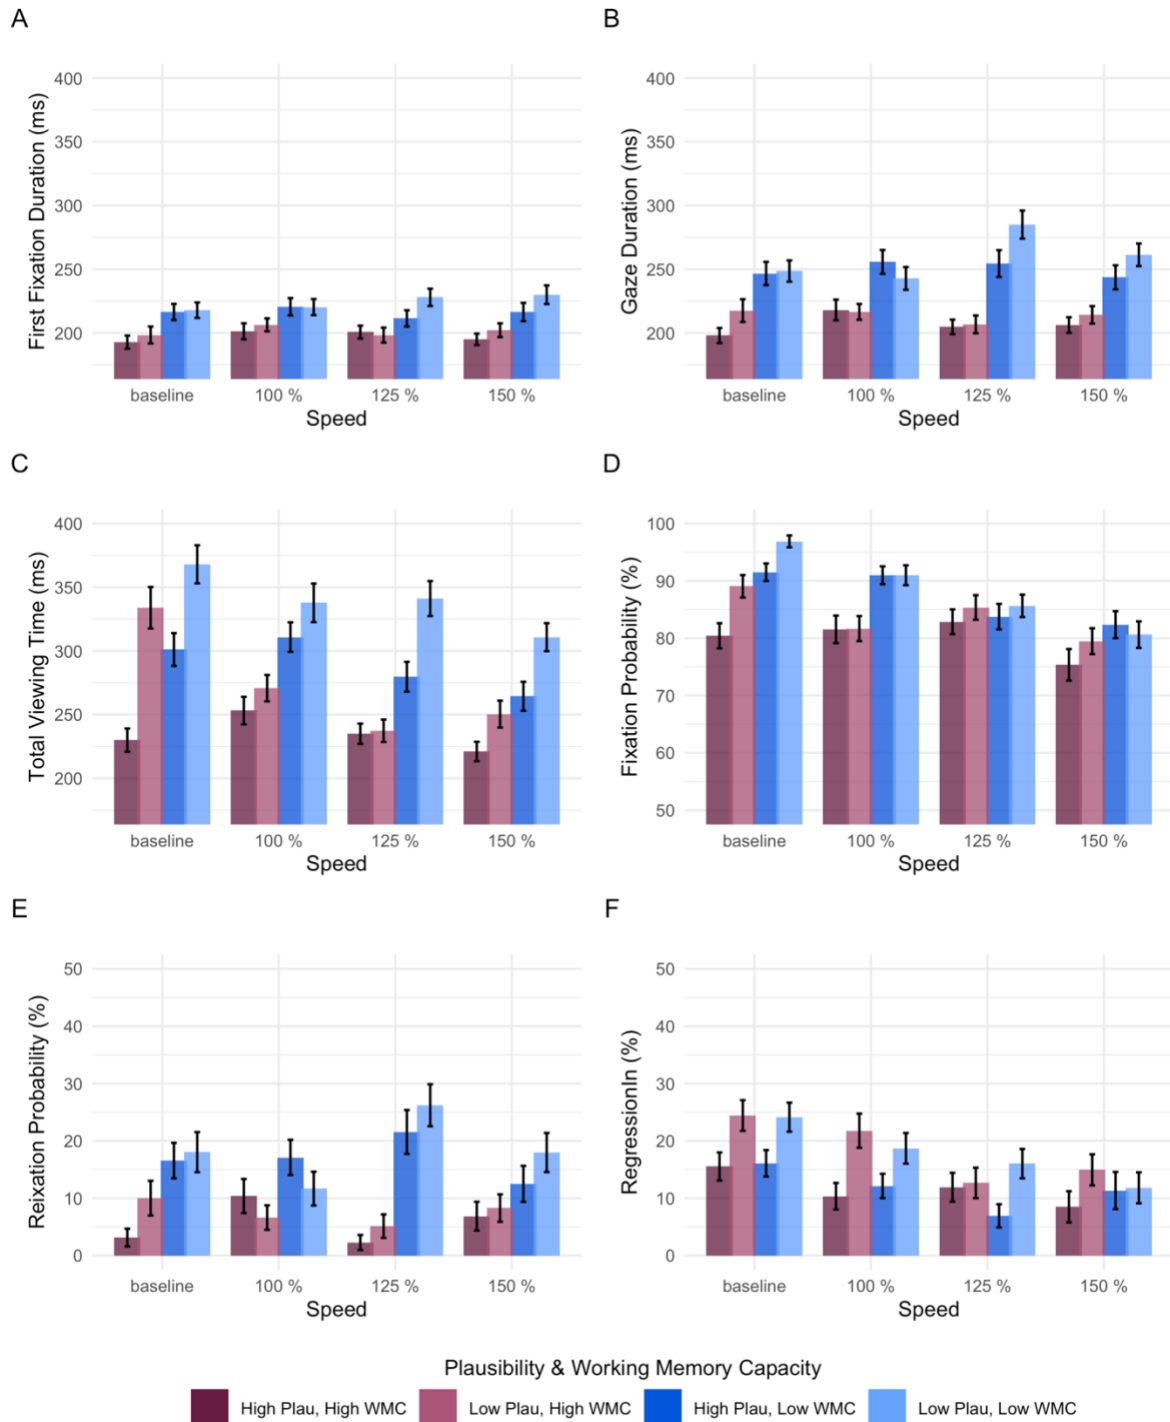 A
400
350
300
250
200
First Fixation Duration (ms)
baseline 100 % 125 % 150 %
Speed
B
400
350
300
250
200
Gaze Duration (ms)
baseline 100 % 125 % 150 %
Speed
C
400
350
300
250
200
Total Viewing Time (ms)
baseline 100 % 125 % 150 %
Speed
D
100
90
80
70
60
50
Fixation Probability (%)
baseline 100 % 125 % 150 %
Speed
E
50
40
30
20
10
0
Reixation Probability (%)
baseline 100 % 125 % 150 %
Speed
F
50
40
30
20
10
0
RegressionIn (%)
baseline 100 % 125 % 150 %
Speed
Plausibility & Working Memory Capacity
High Plau, High WMC Low Plau, High WMC High Plau, Low WMC Low Plau, Low WMC